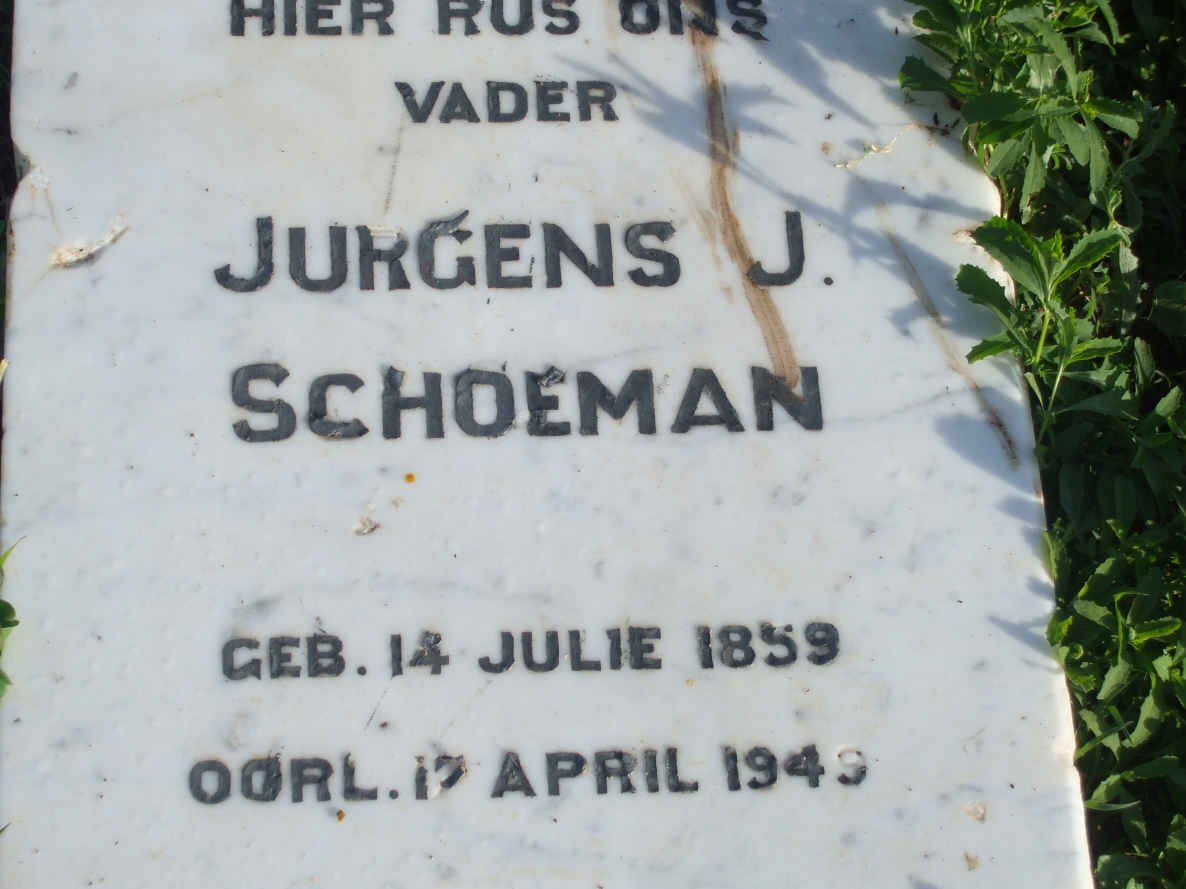 HIER RUS ONS
VADER
JURGENS J.
SCHOEMAN
GEB. 14 JULIE 1859
OORL. 17 APRIL 1949